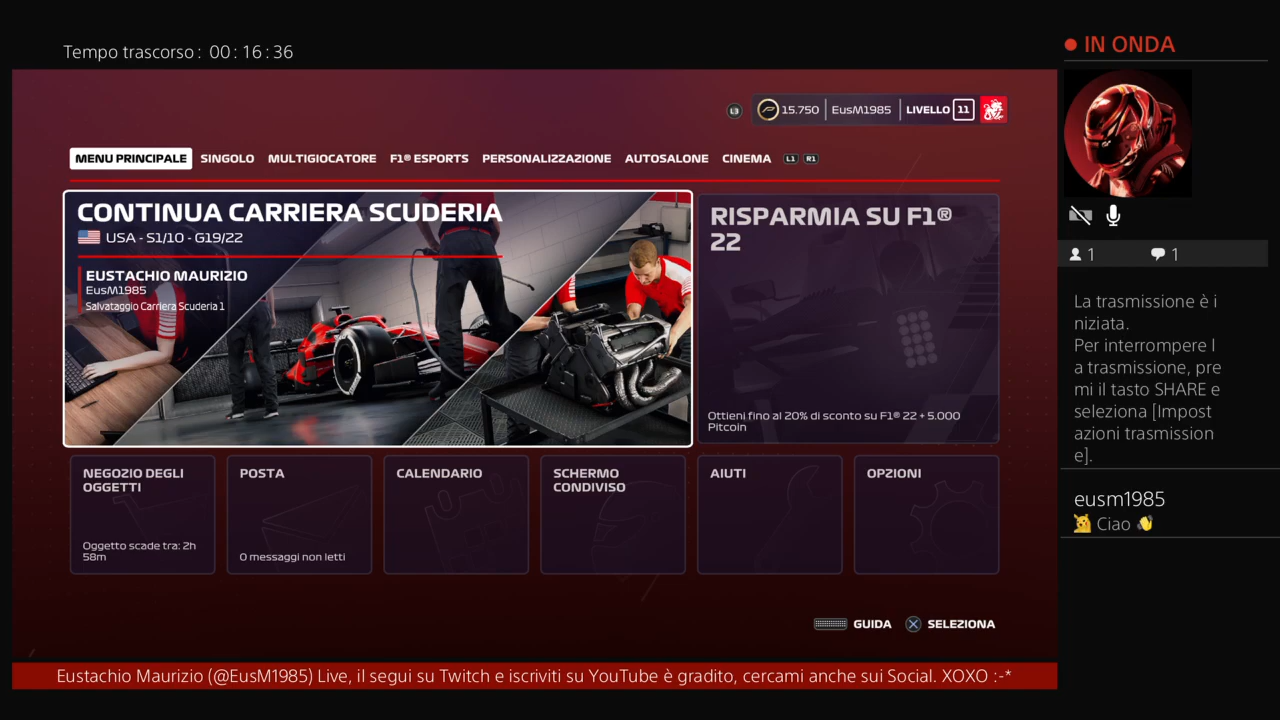 Tempo trascorso : 00 : 16 : 36
IN ONDA
L3
15.750 EusM1985 LIVELLO 11
MENU PRINCIPALE SINGOLO MULTIGIOCATORE F1® ESPORTS PERSONALIZZAZIONE AUTOSALONE CINEMA L1 R1
CONTINUA CARRIERA SCUDERIA
USA - S1/10 - G19/22
EUSTACHIO MAURIZIO
EusM1985
Salvataggio Carriera Scuderia 1
RISPARMIA SU F1®
22
Ottieni fino al 20% di sconto su F1® 22 + 5.000
Pitcoin
NEGOZIO DEGLI
OGGETTI
Oggetto scade tra: 2h
58m
POSTA
0 messaggi non letti
CALENDARIO
SCHERMO
CONDIVISO
AIUTI
OPZIONI
GUIDA SELEZIONA
1 1
La trasmissione è i
niziata.
Per interrompere l
a trasmissione, pre
mi il tasto SHARE e
seleziona [Impost
azioni trasmission
e].
eusm1985
Ciao 👋
Eustachio Maurizio (@EusM1985) Live, il segui su Twitch e iscriviti su YouTube è gradito, cercami anche sui Social. XOXO :-*